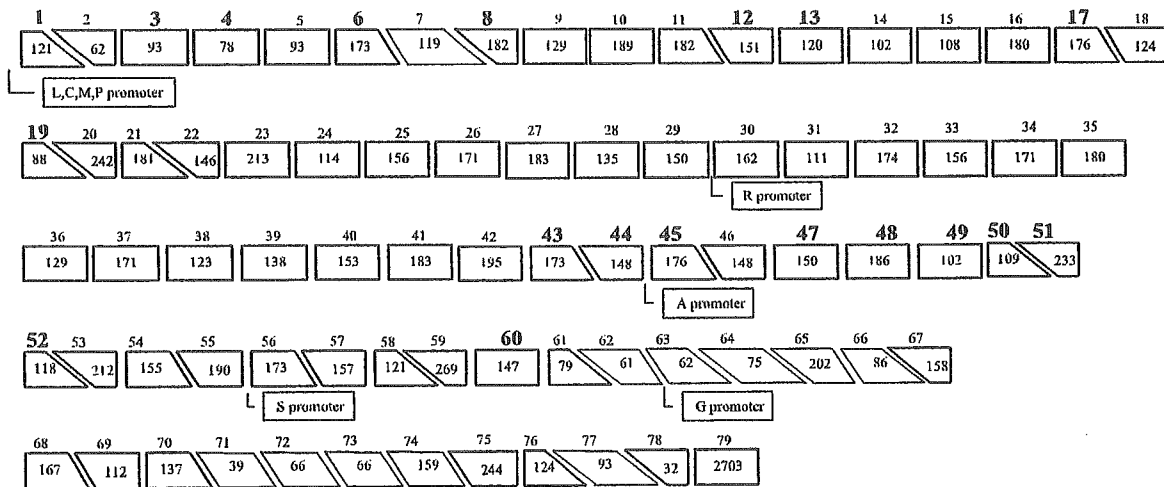 1 2 3 4 5 6 7 8 9 10 11 12 13 14 15 16 17 18
121 62 93 78 93 173 119 182 129 189 182 151 120 102 108 180 176 124
L,C,M,P promoter
19 20 21 22 23 24 25 26 27 28 29 30 31 32 33 34 35
88 242 181 146 213 114 156 171 183 135 150 162 111 174 156 171 180
R promoter
36 37 38 39 40 41 42 43 44 45 46 47 48 49 50 51
129 171 123 138 153 183 195 173 148 176 148 150 186 102 109 233
A promoter
52 53 54 55 56 57 58 59 60 61 62 63 64 65 66 67
118 212 155 190 173 157 121 269 147 79 61 62 75 202 86 158
S promoter G promoter
68 69 70 71 72 73 74 75 76 77 78 79
167 112 137 39 66 66 159 244 124 93 32 2703